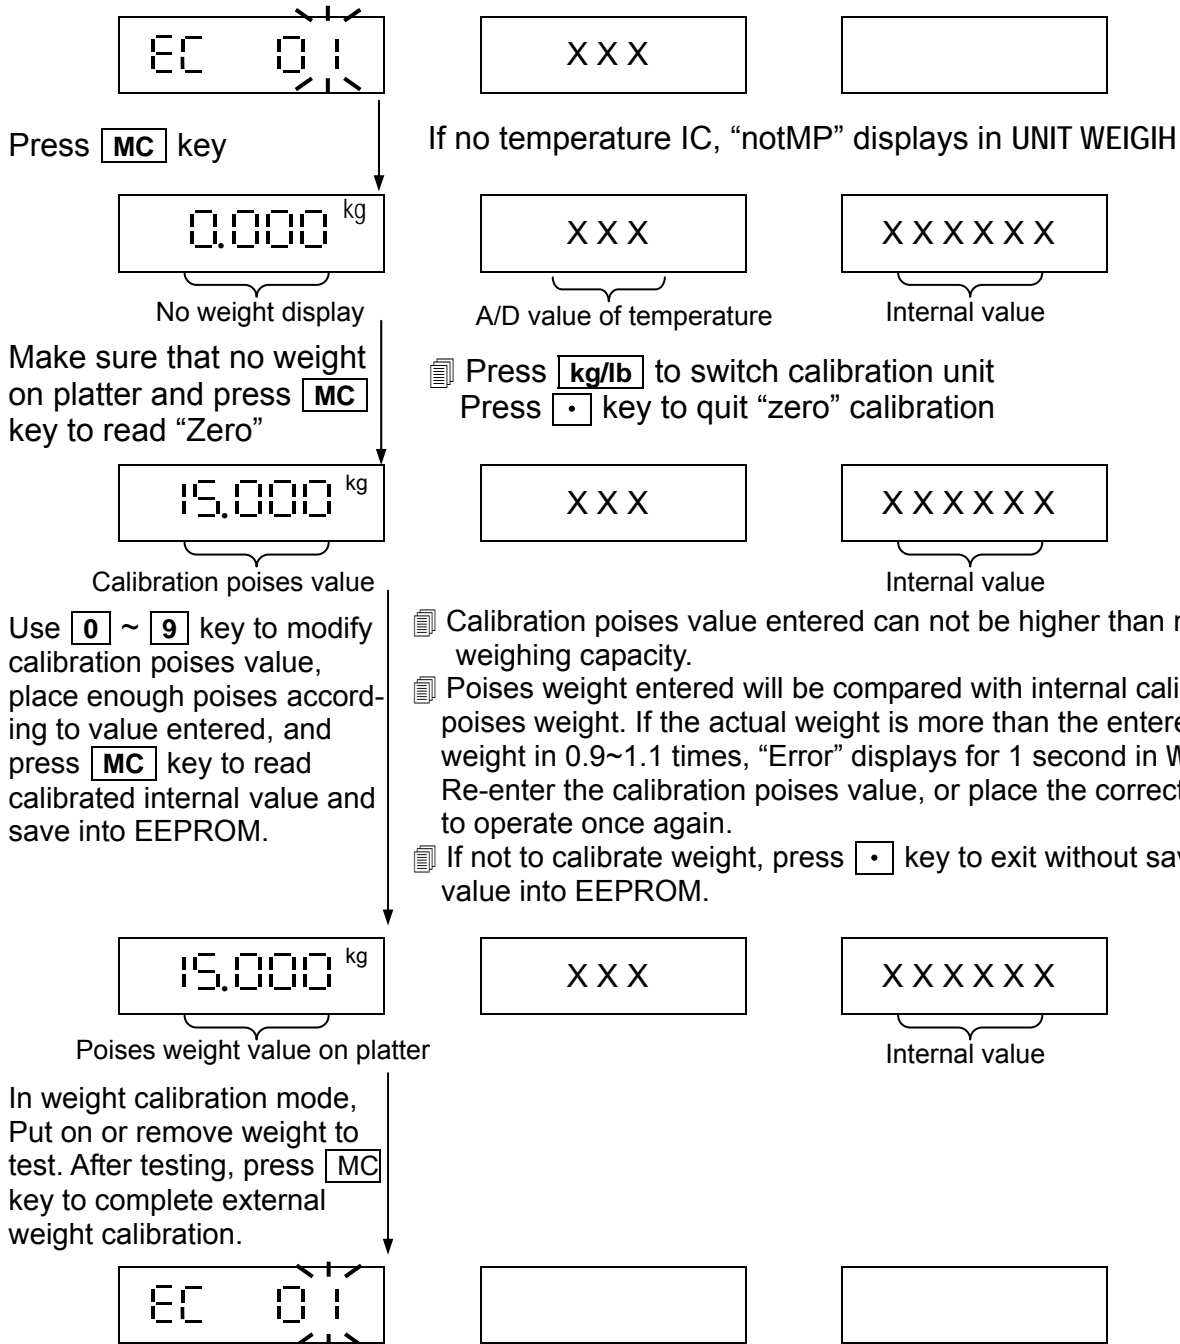 EC 01 XXX
Press MC key
If no temperature IC, “notMP” displays in UNIT WEIGIH
0.000 kg XXX XXXXXX
No weight display A/D value of temperature Internal value
Make sure that no weight
on platter and press MC
key to read “Zero”
Press kg/lb to switch calibration unit
Press • key to quit “zero” calibration
15.000 kg XXX XXXXXX
Calibration poises value Internal value
Use 0 ~ 9 key to modify
calibration poises value,
place enough poises accord-
ing to value entered, and
press MC key to read
calibrated internal value and
save into EEPROM.
Calibration poises value entered can not be higher than
weighing capacity.
Poises weight entered will be compared with internal
poises weight. If the actual weight is more than the
weight in 0.9~1.1 times, “Error” displays for 1 second in
Re-enter the calibration poises value, or place the correct
to operate once again.
If not to calibrate weight, press • key to exit without
value into EEPROM.
15.000 kg XXX XXXXXX
Poises weight value on platter Internal value
In weight calibration mode,
Put on or remove weight to
test. After testing, press MC
key to complete external
weight calibration.
EC 01